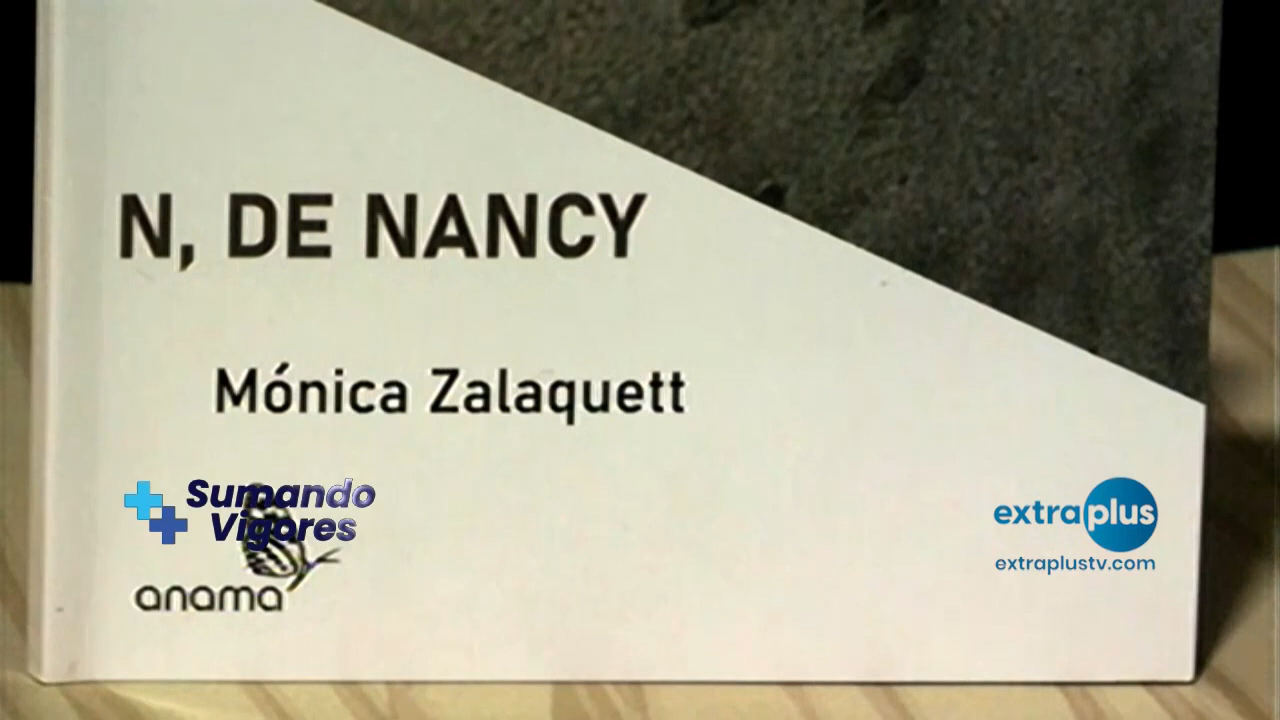 N, DE NANCY
Mónica Zalaquett
Sumando
Vigores
anama
extraplus
extraplustv.com